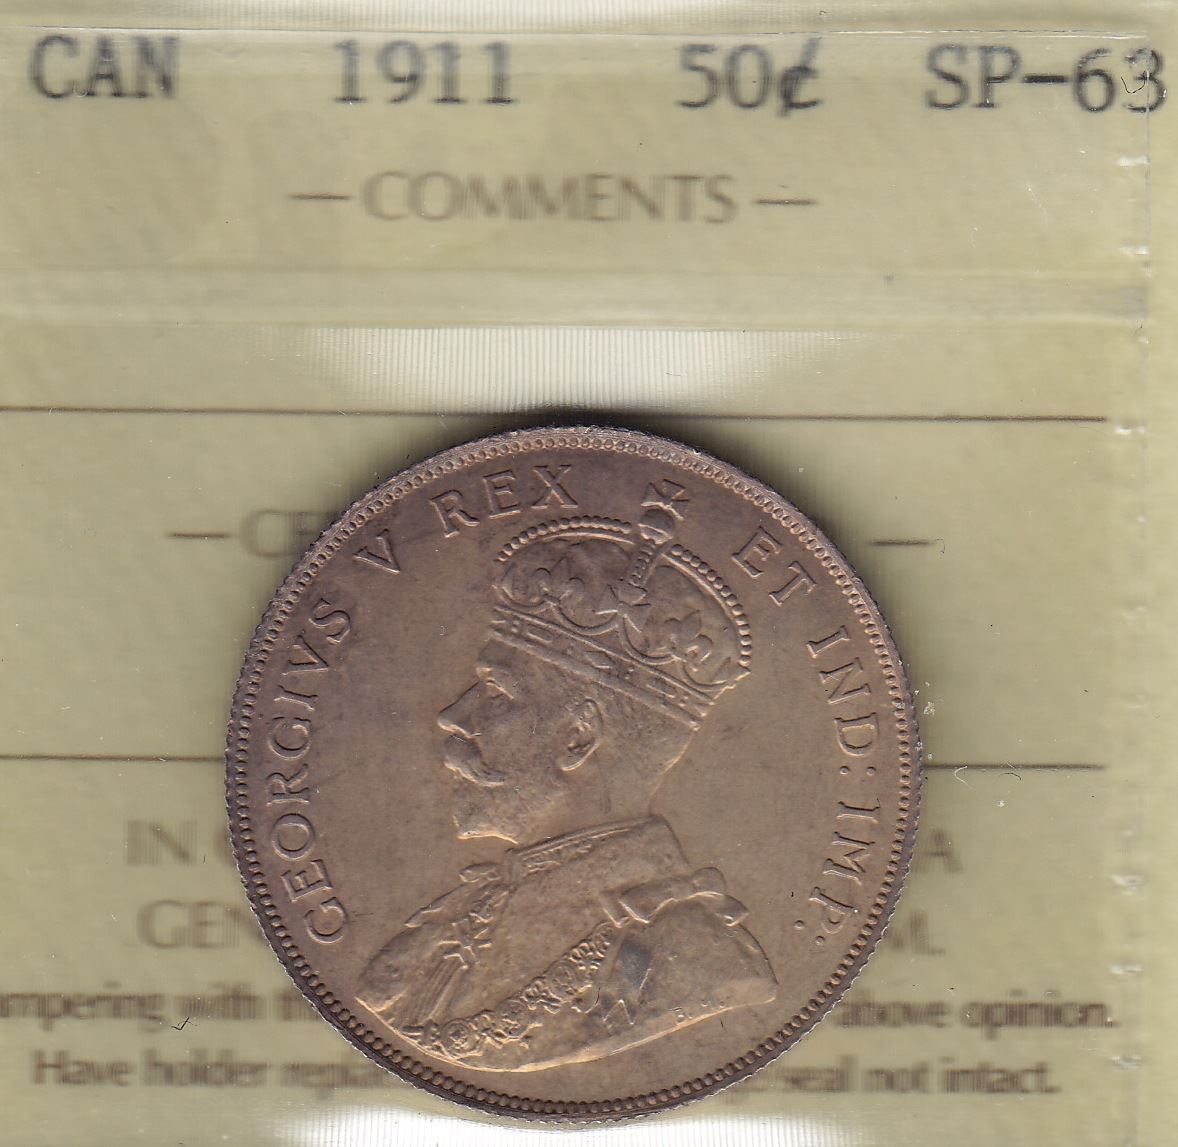 CAN 1911 50¢ SP-63
— COMMENTS —
GEORGIVS V REX ET IND: IMP:
B.M.
above opinion.
Have holder
seal not intact.